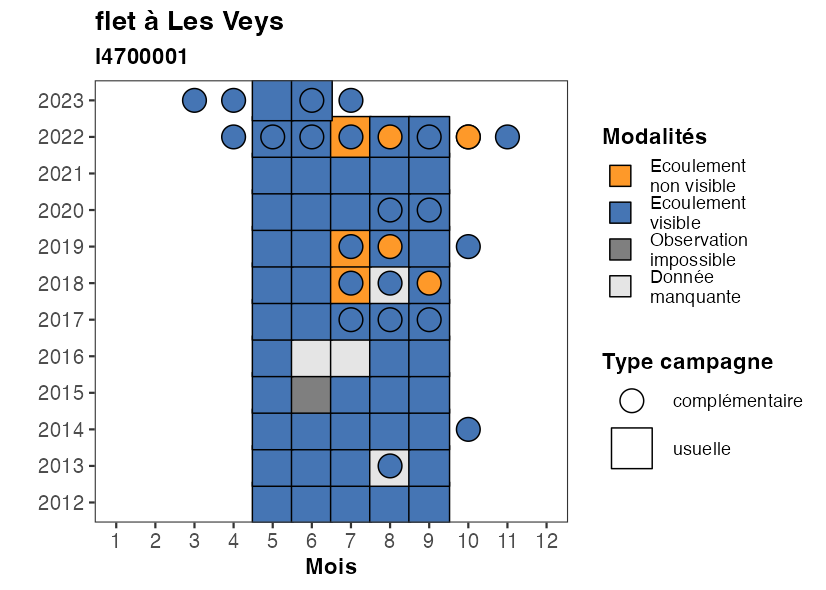 flet à Les Veys
I4700001
2023
2022
2021
2020
2019
2018
2017
2016
2015
2014
2013
2012
1 2 3 4 5 6 7 8 9 10 11 12
Mois
Modalités
Ecoulement
non visible
Ecoulement
visible
Observation
impossible
Donnée
manquante
Type campagne
complémentaire
usuelle